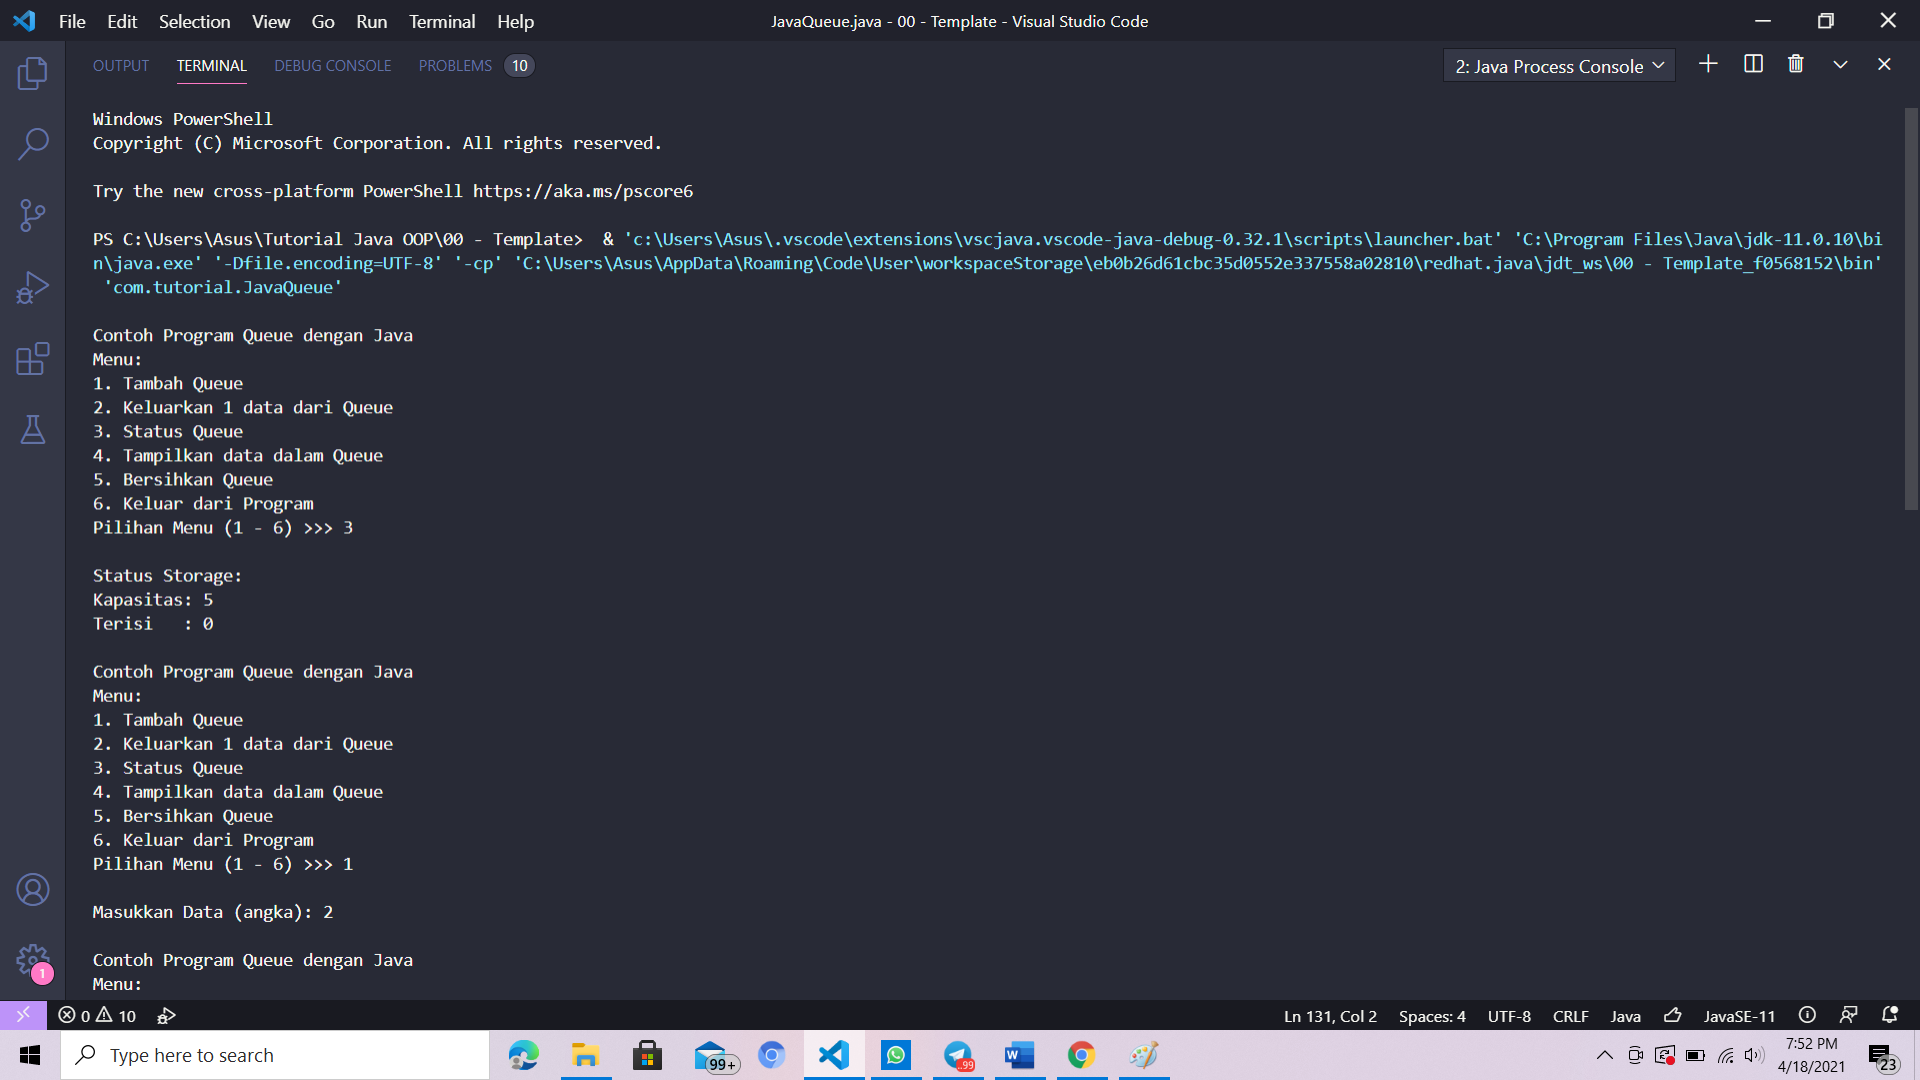 File Edit Selection View Go Run Terminal Help
JavaQueue.java - 00 - Template - Visual Studio Code
OUTPUT TERMINAL DEBUG CONSOLE PROBLEMS 10
2: Java Process Console
Windows PowerShell
Copyright (C) Microsoft Corporation. All rights reserved.
Try the new cross-platform PowerShell https://aka.ms/pscore6
PS C:\Users\Asus\Tutorial Java OOP\00 - Template>  & 'c:\Users\Asus\.vscode\extensions\vscjava.vscode-java-debug-0.32.1\scripts\launcher.bat' 'C:\Program Files\Java\jdk-11.0.10\bi
n\java.exe' '-Dfile.encoding=UTF-8' '-cp' 'C:\Users\Asus\AppData\Roaming\Code\User\workspaceStorage\eb0b26d61cbc35d0552e337558a02810\redhat.java\jdt_ws\00 - Template_f0568152\bin'
'com.tutorial.JavaQueue'
Contoh Program Queue dengan Java
Menu:
1. Tambah Queue
2. Keluarkan 1 data dari Queue
3. Status Queue
4. Tampilkan data dalam Queue
5. Bersihkan Queue
6. Keluar dari Program
Pilihan Menu (1 - 6) >>> 3
Status Storage:
Kapasitas: 5
Terisi   : 0
Contoh Program Queue dengan Java
Menu:
1. Tambah Queue
2. Keluarkan 1 data dari Queue
3. Status Queue
4. Tampilkan data dalam Queue
5. Bersihkan Queue
6. Keluar dari Program
Pilihan Menu (1 - 6) >>> 1
Masukkan Data (angka): 2
Contoh Program Queue dengan Java
Menu:
1
0 10
Ln 131, Col 2 Spaces: 4 UTF-8 CRLF Java JavaSE-11
Type here to search
99+
..99
7:52 PM
4/18/2021
23